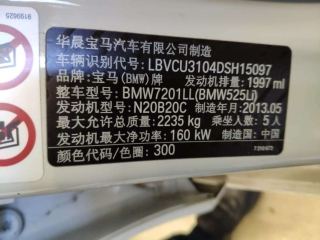 9199625
华晨宝马汽车有限公司制造
车辆识别代号: LBVCU3104DSH15097
品牌: 宝马(BMW)牌 发动机排量: 1997 ml
整车型号: BMW7201LL(BMW525Li)
发动机型号: N20B20C 制造年月: 2013.05
最大允许总质量: 2235 kg 乘坐人数: 5人
发动机最大净功率: 160 kW 制造国: 中国
颜色代码/色圈: 300